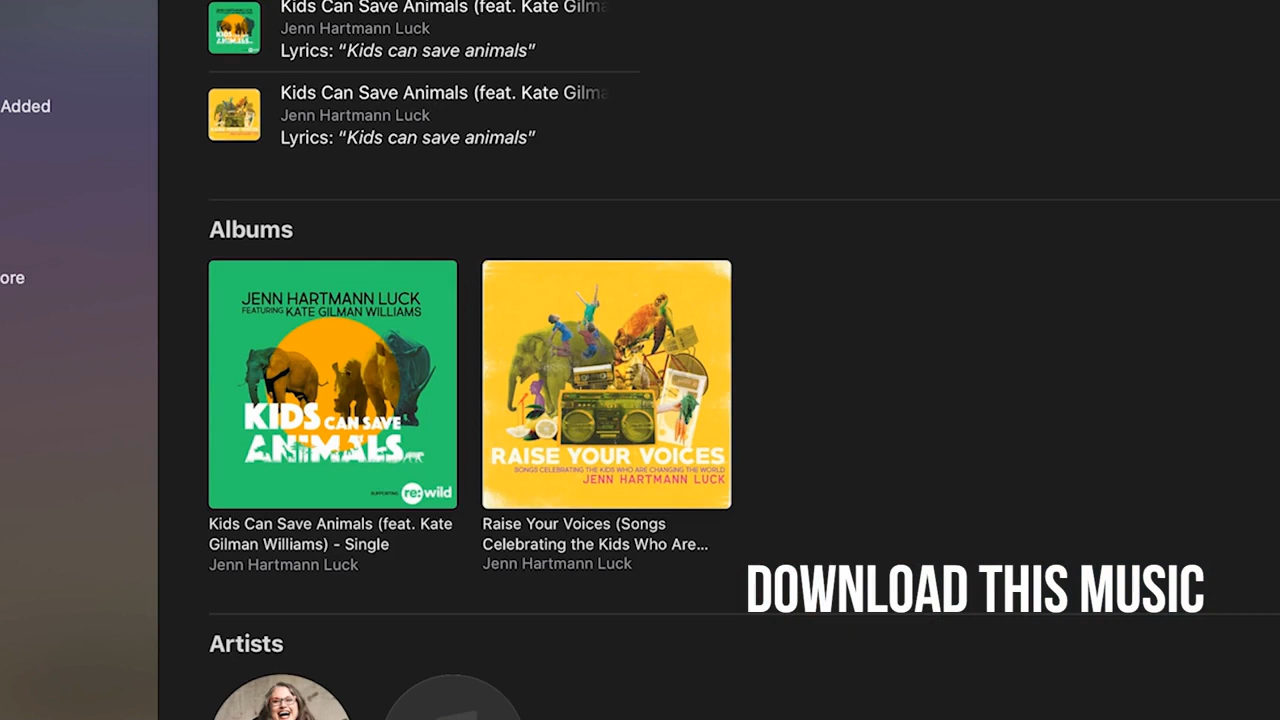 Kids Can Save Animals (feat. Kate Gilma
Jenn Hartmann Luck
Lyrics: “Kids can save animals”
Added
Kids Can Save Animals (feat. Kate Gilma
Jenn Hartmann Luck
Lyrics: “Kids can save animals”
Albums
ore
JENN HARTMANN LUCK
FEATURING KATE GILMAN WILLIAMS
KIDS CAN SAVE
ANIMALS
SUPPORTING re:wild
RAISE YOUR VOICES
SONGS CELEBRATING THE KIDS WHO ARE CHANGING THE WORLD
JENN HARTMANN LUCK
Kids Can Save Animals (feat. Kate
Gilman Williams) - Single
Jenn Hartmann Luck
Raise Your Voices (Songs
Celebrating the Kids Who Are...
Jenn Hartmann Luck
DOWNLOAD THIS MUSIC
Artists